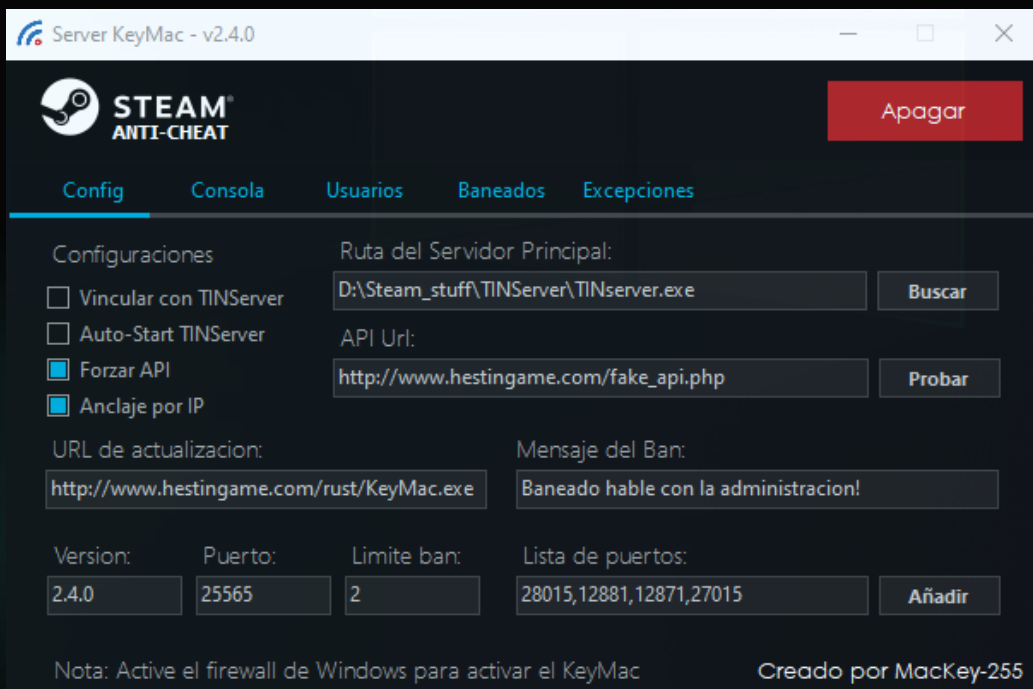 Server KeyMac - v2.4.0
STEAM®
ANTI-CHEAT
Apagar
Config Consola Usuarios Baneados Excepciones
Configuraciones
Vincular con TINServer
Auto-Start TINServer
Forzar API
Anclaje por IP
Ruta del Servidor Principal:
D:\Steam_stuff\TINServer\TINserver.exe Buscar
API Url:
http://www.hestingame.com/fake_api.php Probar
URL de actualizacion:
http://www.hestingame.com/rust/KeyMac.exe
Mensaje del Ban:
Baneado hable con la administracion!
Version: Puerto: Limite ban: Lista de puertos:
2.4.0 25565 2 28015,12881,12871,27015 Añadir
Nota: Active el firewall de Windows para activar el KeyMac
Creado por MacKey-255